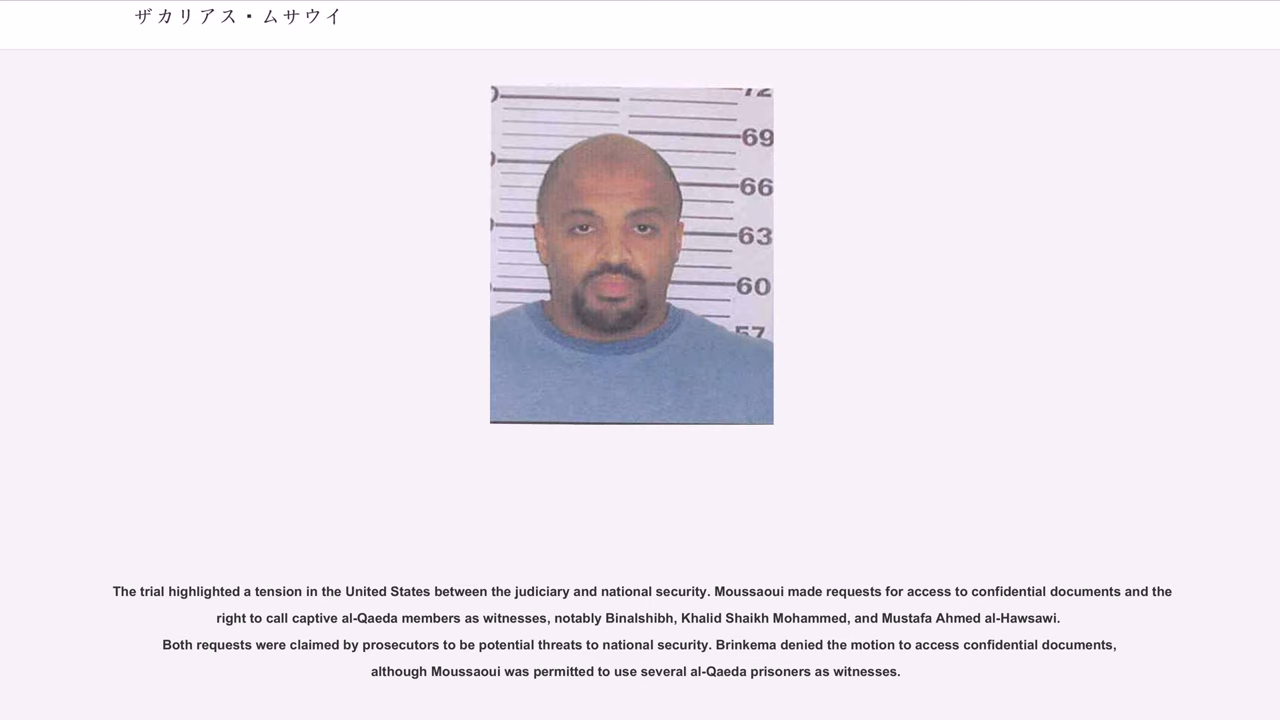 ザカリアス・ムサウイ
72
69
66
63
60
57
The trial highlighted a tension in the United States between the judiciary and national security. Moussaoui made requests for access to confidential documents and the
right to call captive al-Qaeda members as witnesses, notably Binalshibh, Khalid Shaikh Mohammed, and Mustafa Ahmed al-Hawsawi.
Both requests were claimed by prosecutors to be potential threats to national security. Brinkema denied the motion to access confidential documents,
although Moussaoui was permitted to use several al-Qaeda prisoners as witnesses.